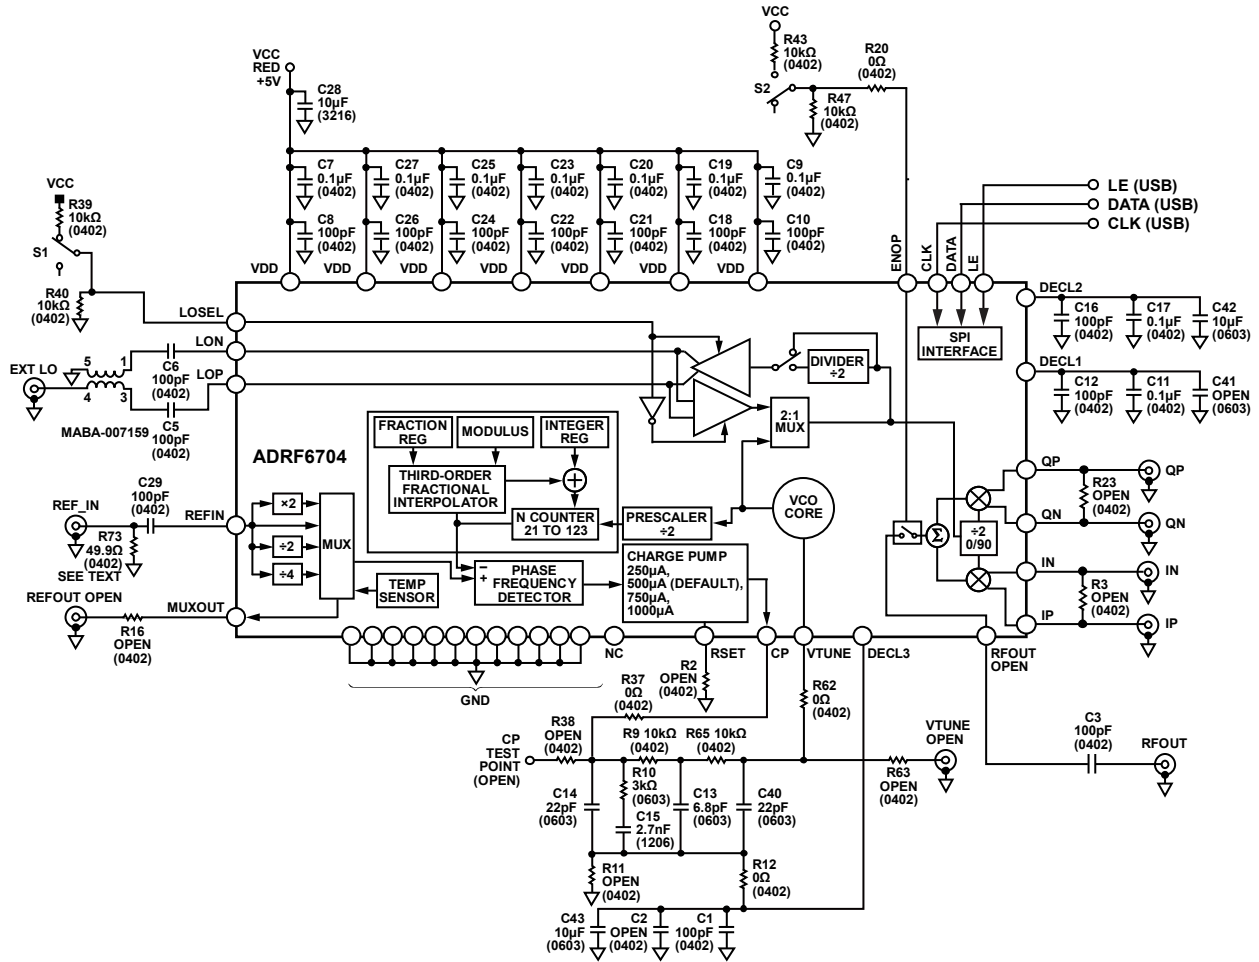 VCC
RED
+5V
C28
10µF
(3216)
VCC
R43
10kΩ
(0402)
S2
R47
10kΩ
(0402)
R20
0Ω
(0402)
C7
0.1µF
(0402)
C27
0.1µF
(0402)
C25
0.1µF
(0402)
C23
0.1µF
(0402)
C20
0.1µF
(0402)
C19
0.1µF
(0402)
C9
0.1µF
(0402)
C8
100pF
(0402)
C26
100pF
(0402)
C24
100pF
(0402)
C22
100pF
(0402)
C21
100pF
(0402)
C18
100pF
(0402)
C10
100pF
(0402)
VDD
VDD
VDD
VDD
VDD
VDD
VDD
ENOP
CLK
DATA
LE
LE (USB)
DATA (USB)
CLK (USB)
VCC
R39
10kΩ
(0402)
S1
R40
10kΩ
(0402)
LOSEL
LON
LOP
EXT LO
5
1
4
3
C6
100pF
(0402)
C5
100pF
(0402)
MABA-007159
DECL2
C16
100pF
(0402)
C17
0.1µF
(0402)
C42
10µF
(0603)
DECL1
C12
100pF
(0402)
C11
0.1µF
(0402)
C41
OPEN
(0603)
SPI
INTERFACE
DIVIDER
÷2
2:1
MUX
ADRF6704
FRACTION
REG
MODULUS
INTEGER
REG
THIRD-ORDER
FRACTIONAL
INTERPOLATOR
+
N COUNTER
21 TO 123
PRESCALER
÷2
VCO
CORE
C29
100pF
(0402)
REF_IN
R73
49.9Ω
(0402)
SEE TEXT
REFIN
×2
÷2
÷4
MUX
TEMP
SENSOR
−
+
PHASE
FREQUENCY
DETECTOR
CHARGE PUMP
250µA,
500µA (DEFAULT),
750µA,
1000µA
Σ
÷2
0/90
QP
QN
IN
IP
R23
OPEN
(0402)
R3
OPEN
(0402)
QP
QN
IN
IP
REFOUT OPEN
R16
OPEN
(0402)
MUXOUT
GND
NC
RSET
CP
VTUNE
DECL3
RFOUT
OPEN
R2
OPEN
(0402)
R37
0Ω
(0402)
R62
0Ω
(0402)
CP
TEST
POINT
(OPEN)
R38
OPEN
(0402)
R9 10kΩ
(0402)
R65 10kΩ
(0402)
R10
3kΩ
(0603)
C14
22pF
(0603)
C15
2.7nF
(1206)
C13
6.8pF
(0603)
C40
22pF
(0603)
R63
OPEN
(0402)
VTUNE
OPEN
C3
100pF
(0402)
RFOUT
R11
OPEN
(0402)
R12
0Ω
(0402)
C43
10µF
(0603)
C2
OPEN
(0402)
C1
100pF
(0402)